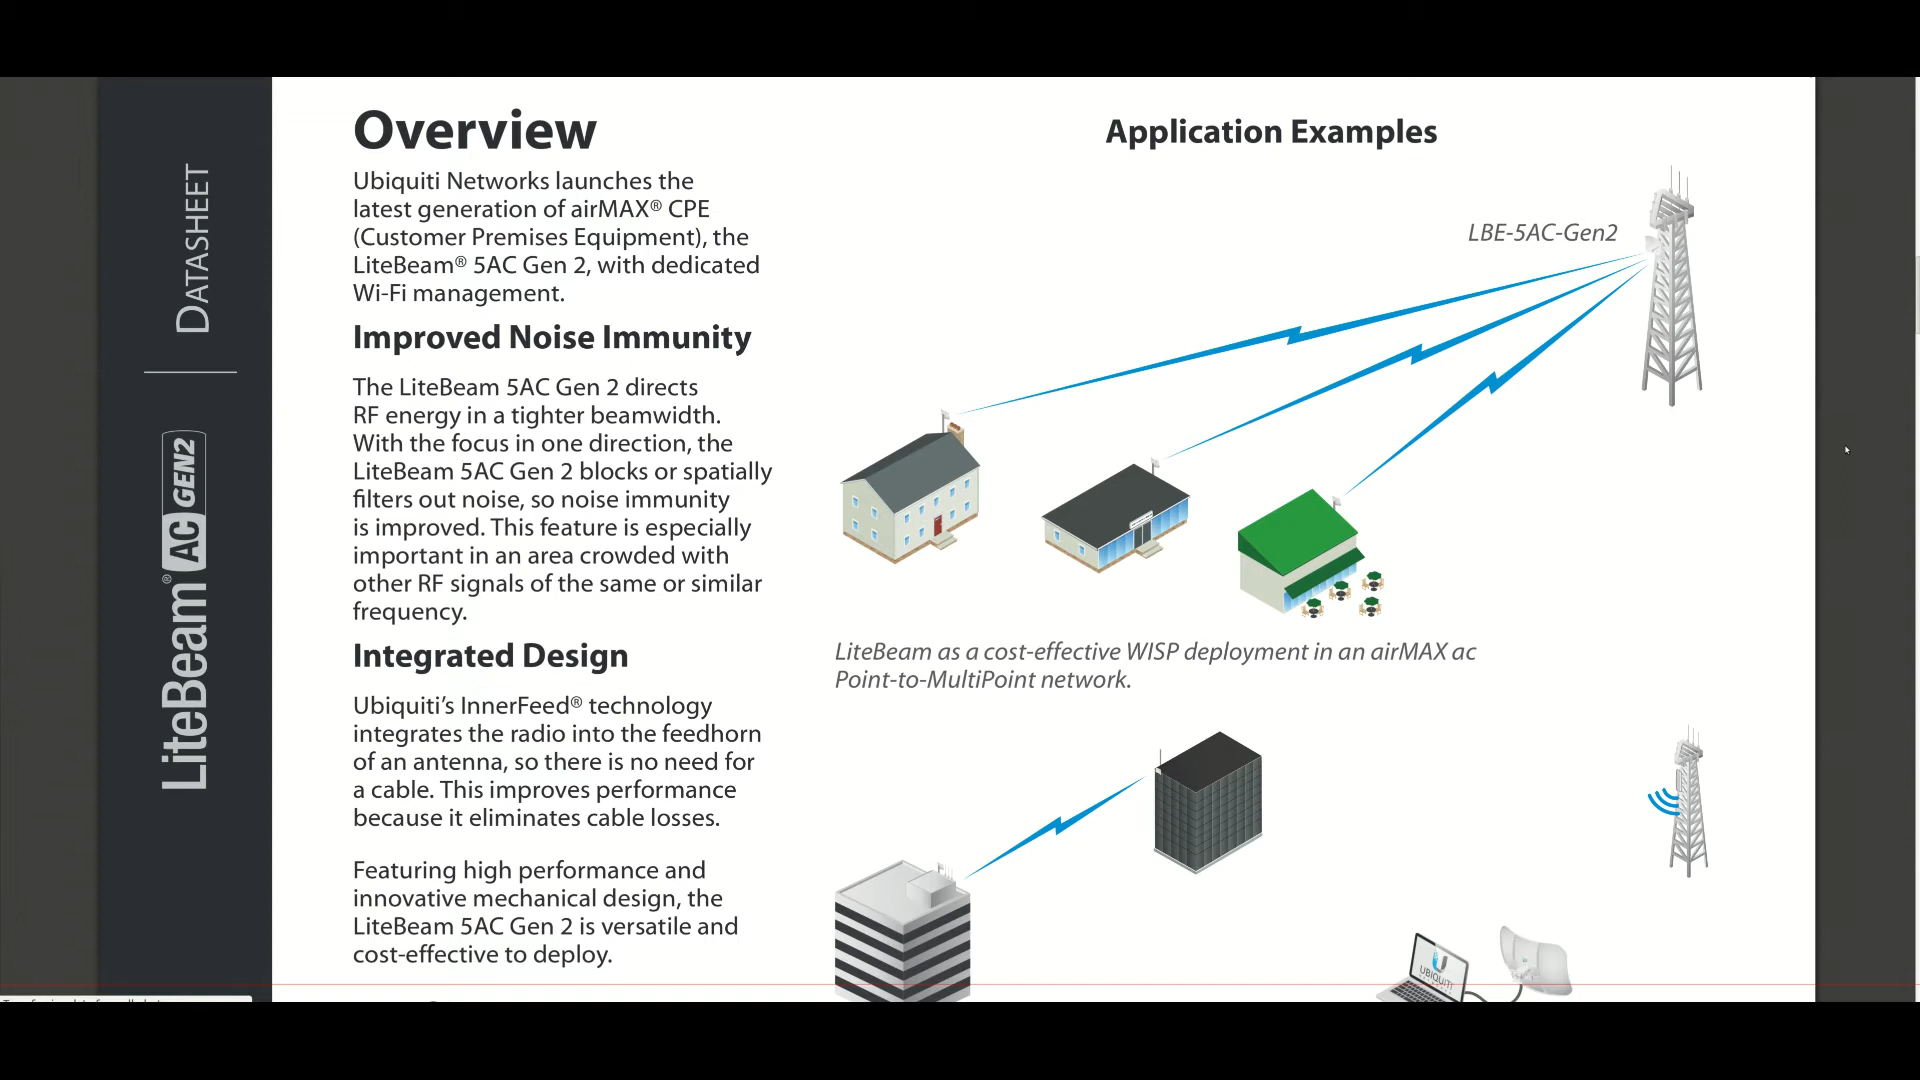 DATASHEET
LiteBeam® AC GEN2
Overview
Ubiquiti Networks launches the
latest generation of airMAX® CPE
(Customer Premises Equipment), the
LiteBeam® 5AC Gen 2, with dedicated
Wi-Fi management.
Improved Noise Immunity
The LiteBeam 5AC Gen 2 directs
RF energy in a tighter beamwidth.
With the focus in one direction, the
LiteBeam 5AC Gen 2 blocks or spatially
filters out noise, so noise immunity
is improved. This feature is especially
important in an area crowded with
other RF signals of the same or similar
frequency.
Integrated Design
Ubiquiti’s InnerFeed® technology
integrates the radio into the feedhorn
of an antenna, so there is no need for
a cable. This improves performance
because it eliminates cable losses.
Featuring high performance and
innovative mechanical design, the
LiteBeam 5AC Gen 2 is versatile and
cost-effective to deploy.
Application Examples
LBE-5AC-Gen2
LiteBeam as a cost-effective WISP deployment in an airMAX ac
Point-to-MultiPoint network.
UBIQUITI